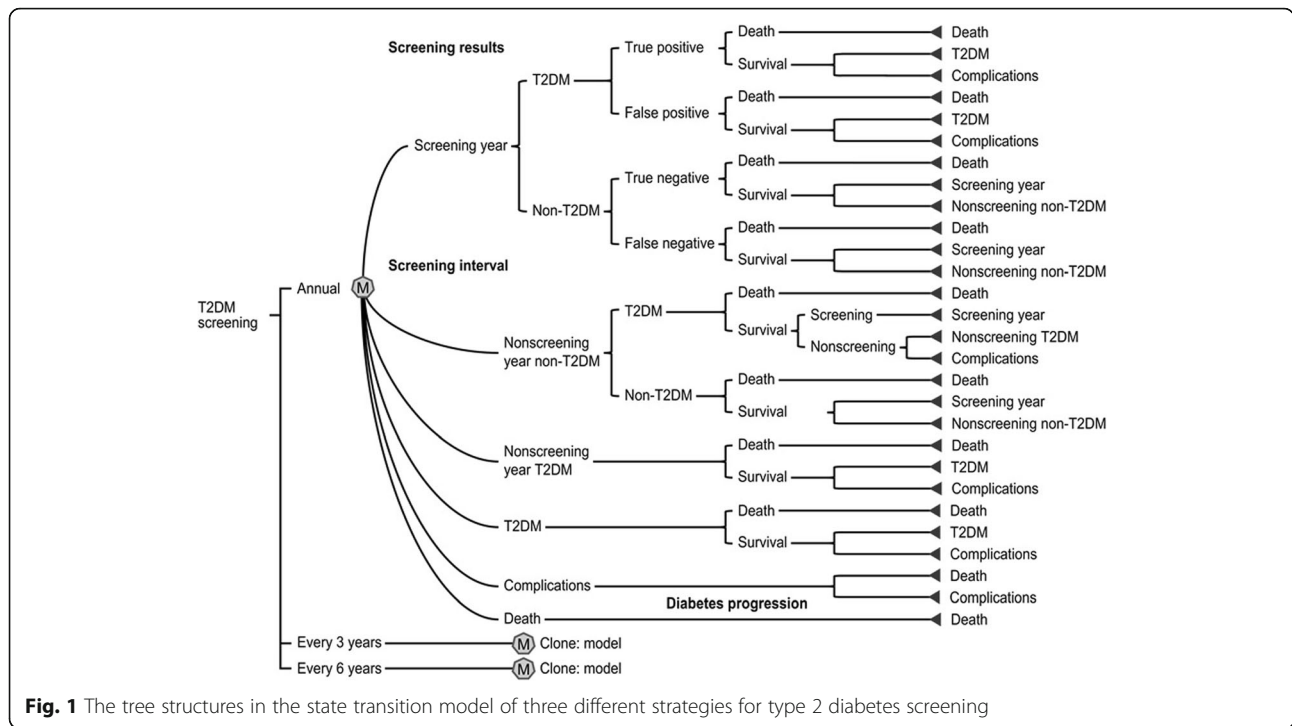 Screening results
Screening interval
Diabetes progression
T2DM
screening
Annual
M
Screening year
T2DM
True positive
Death
Death
Survival
T2DM
Complications
False positive
Death
Death
Survival
T2DM
Complications
Non-T2DM
True negative
Death
Death
Survival
Screening year
Nonscreening non-T2DM
False negative
Death
Death
Survival
Screening year
Nonscreening non-T2DM
Nonscreening
year non-T2DM
T2DM
Death
Death
Survival
Screening
Screening year
Nonscreening
Nonscreening T2DM
Complications
Non-T2DM
Death
Death
Survival
Screening year
Nonscreening non-T2DM
Nonscreening
year T2DM
Death
Death
Survival
T2DM
Complications
T2DM
Death
Death
Survival
T2DM
Complications
Complications
Death
Complications
Death
Death
Every 3 years
M
Clone: model
Every 6 years
M
Clone: model
Fig. 1 The tree structures in the state transition model of three different strategies for type 2 diabetes screening